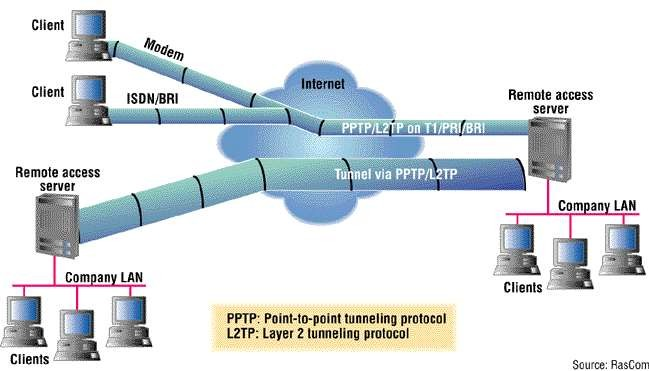 Client
Modem
Client
ISDN/BRI
Internet
Remote access
server
PPTP/L2TP on T1/PRI/BRI
Remote access
server
Tunnel via PPTP/L2TP
Company LAN
Clients
Company LAN
Clients
PPTP: Point-to-point tunneling protocol
L2TP: Layer 2 tunneling protocol
Source: RasCom